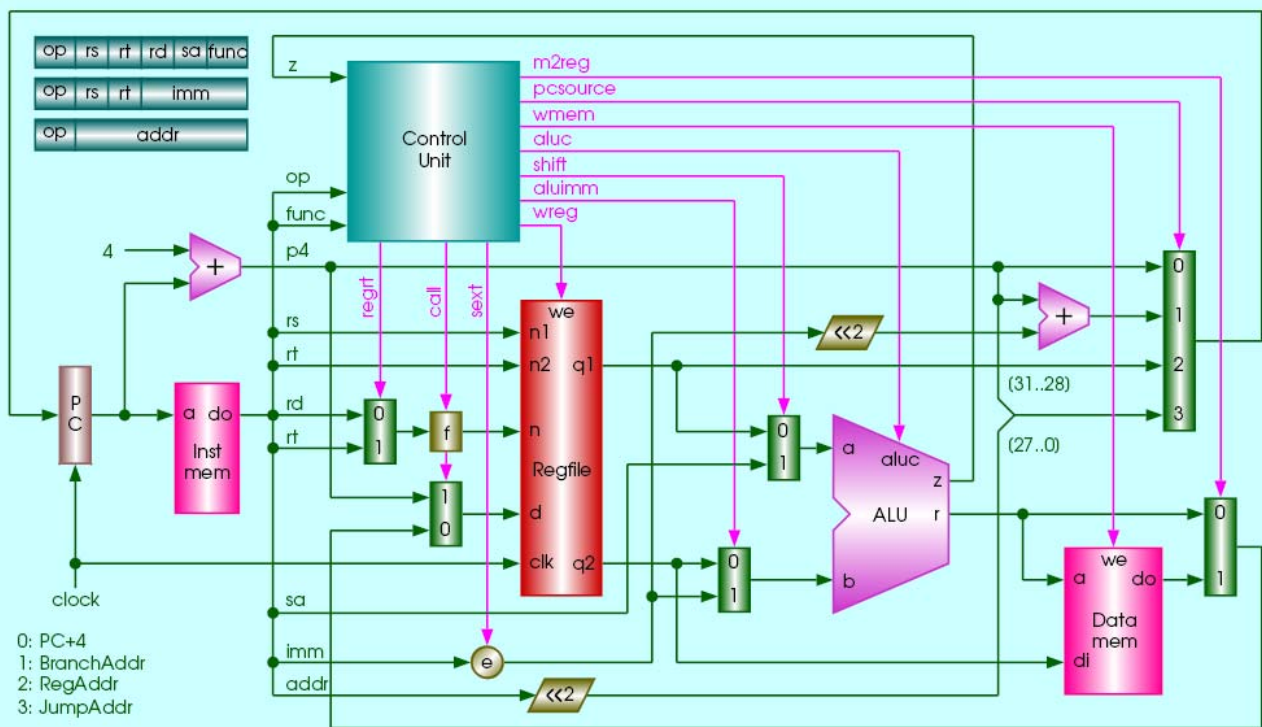 op rs rt rd sa func
op rs rt imm
op addr
z
Control
Unit
m2reg
pcsource
wmem
aluc
shift
aluimm
wreg
op
func
4
+
p4
regrt
call
sext
rs
rt
rd
rt
PC
a do
Inst
mem
0
1
f
1
0
we
n1
n2 q1
n
Regfile
d
clk q2
<<2
+
0
1
2
3
(31..28)
(27..0)
0
1
a
aluc
z
ALU r
b
0
1
0
1
we
a do
Data
mem
di
clock
sa
imm
e
addr
<<2
0: PC+4
1: BranchAddr
2: RegAddr
3: JumpAddr